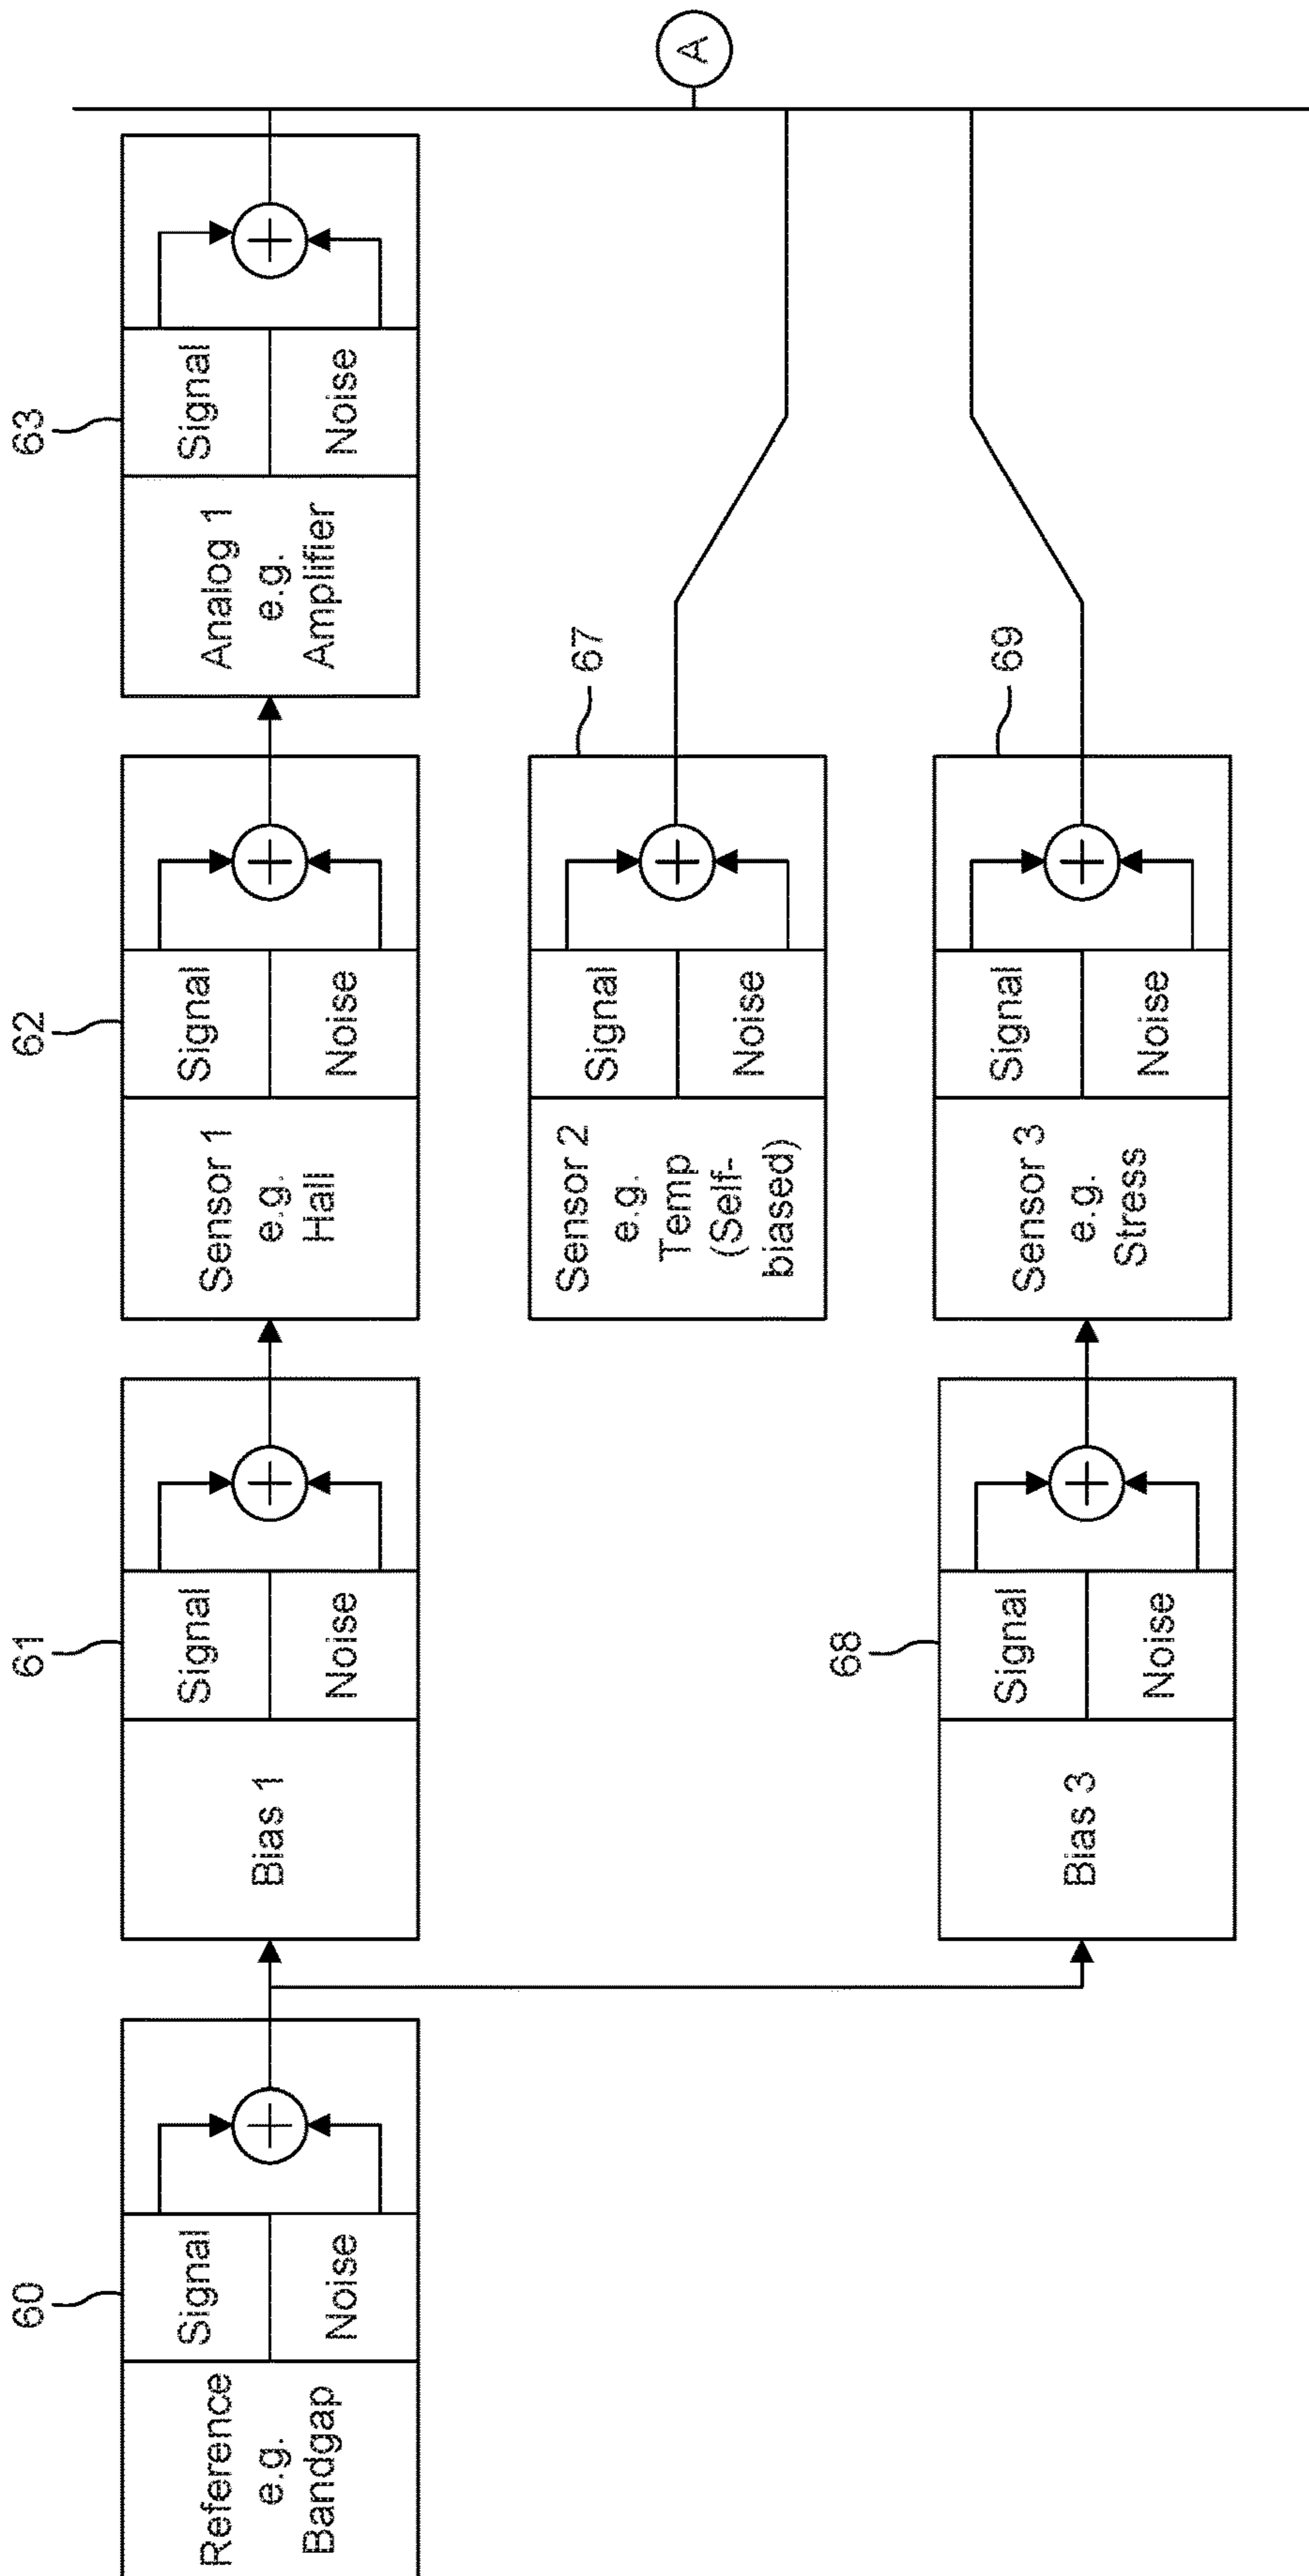 60
Reference
e.g.
Bandgap
Signal
Noise
61
Bias 1
Signal
Noise
62
Sensor 1
e.g.
Hall
Signal
Noise
63
Analog 1
e.g.
Amplifier
Signal
Noise
67
Sensor 2
e.g.
Temp
(Self-
biased)
Signal
Noise
68
Bias 3
Signal
Noise
69
Sensor 3
e.g.
Stress
Signal
Noise
A